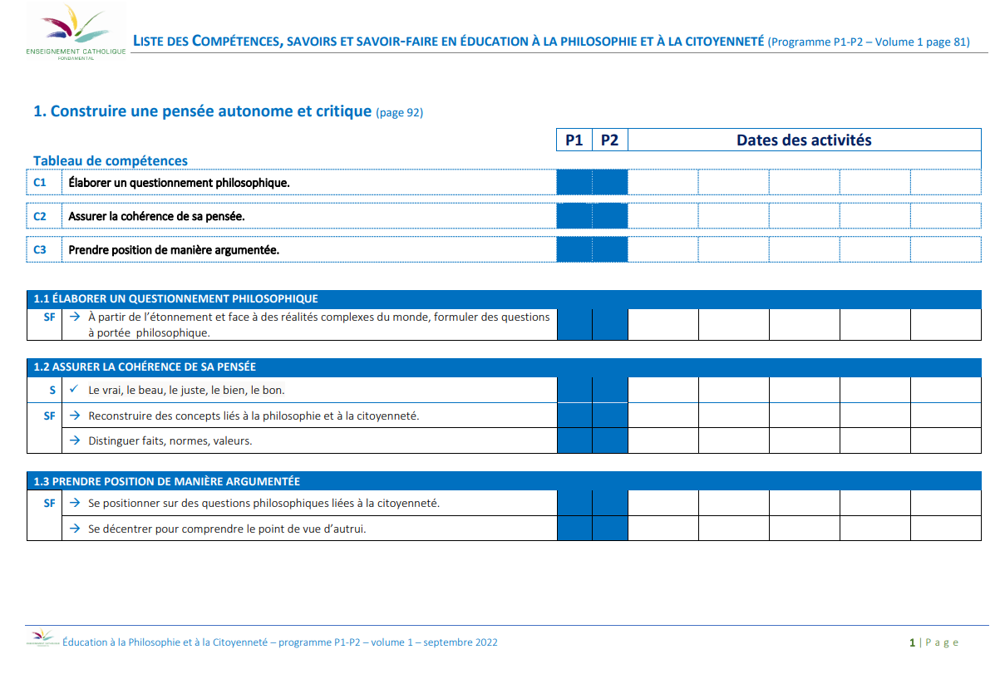 ENSEIGNEMENT CATHOLIQUE
FONDAMENTAL
LISTE DES COMPÉTENCES, SAVOIRS ET SAVOIR-FAIRE EN ÉDUCATION À LA PHILOSOPHIE ET À LA CITOYENNETÉ (Programme P1-P2 – Volume 1 page 81)
1. Construire une pensée autonome et critique (page 92)
P1 P2 Dates des activités
Tableau de compétences
C1 Élaborer un questionnement philosophique.
C2 Assurer la cohérence de sa pensée.
C3 Prendre position de manière argumentée.
1.1 ÉLABORER UN QUESTIONNEMENT PHILOSOPHIQUE
SF → À partir de l’étonnement et face à des réalités complexes du monde, formuler des questions
à portée philosophique.
1.2 ASSURER LA COHÉRENCE DE SA PENSÉE
S ✓ Le vrai, le beau, le juste, le bien, le bon.
SF → Reconstruire des concepts liés à la philosophie et à la citoyenneté.
→ Distinguer faits, normes, valeurs.
1.3 PRENDRE POSITION DE MANIÈRE ARGUMENTÉE
SF → Se positionner sur des questions philosophiques liées à la citoyenneté.
→ Se décentrer pour comprendre le point de vue d’autrui.
ENSEIGNEMENT CATHOLIQUE
Éducation à la Philosophie et à la Citoyenneté – programme P1-P2 – volume 1 – septembre 2022
1 | Page